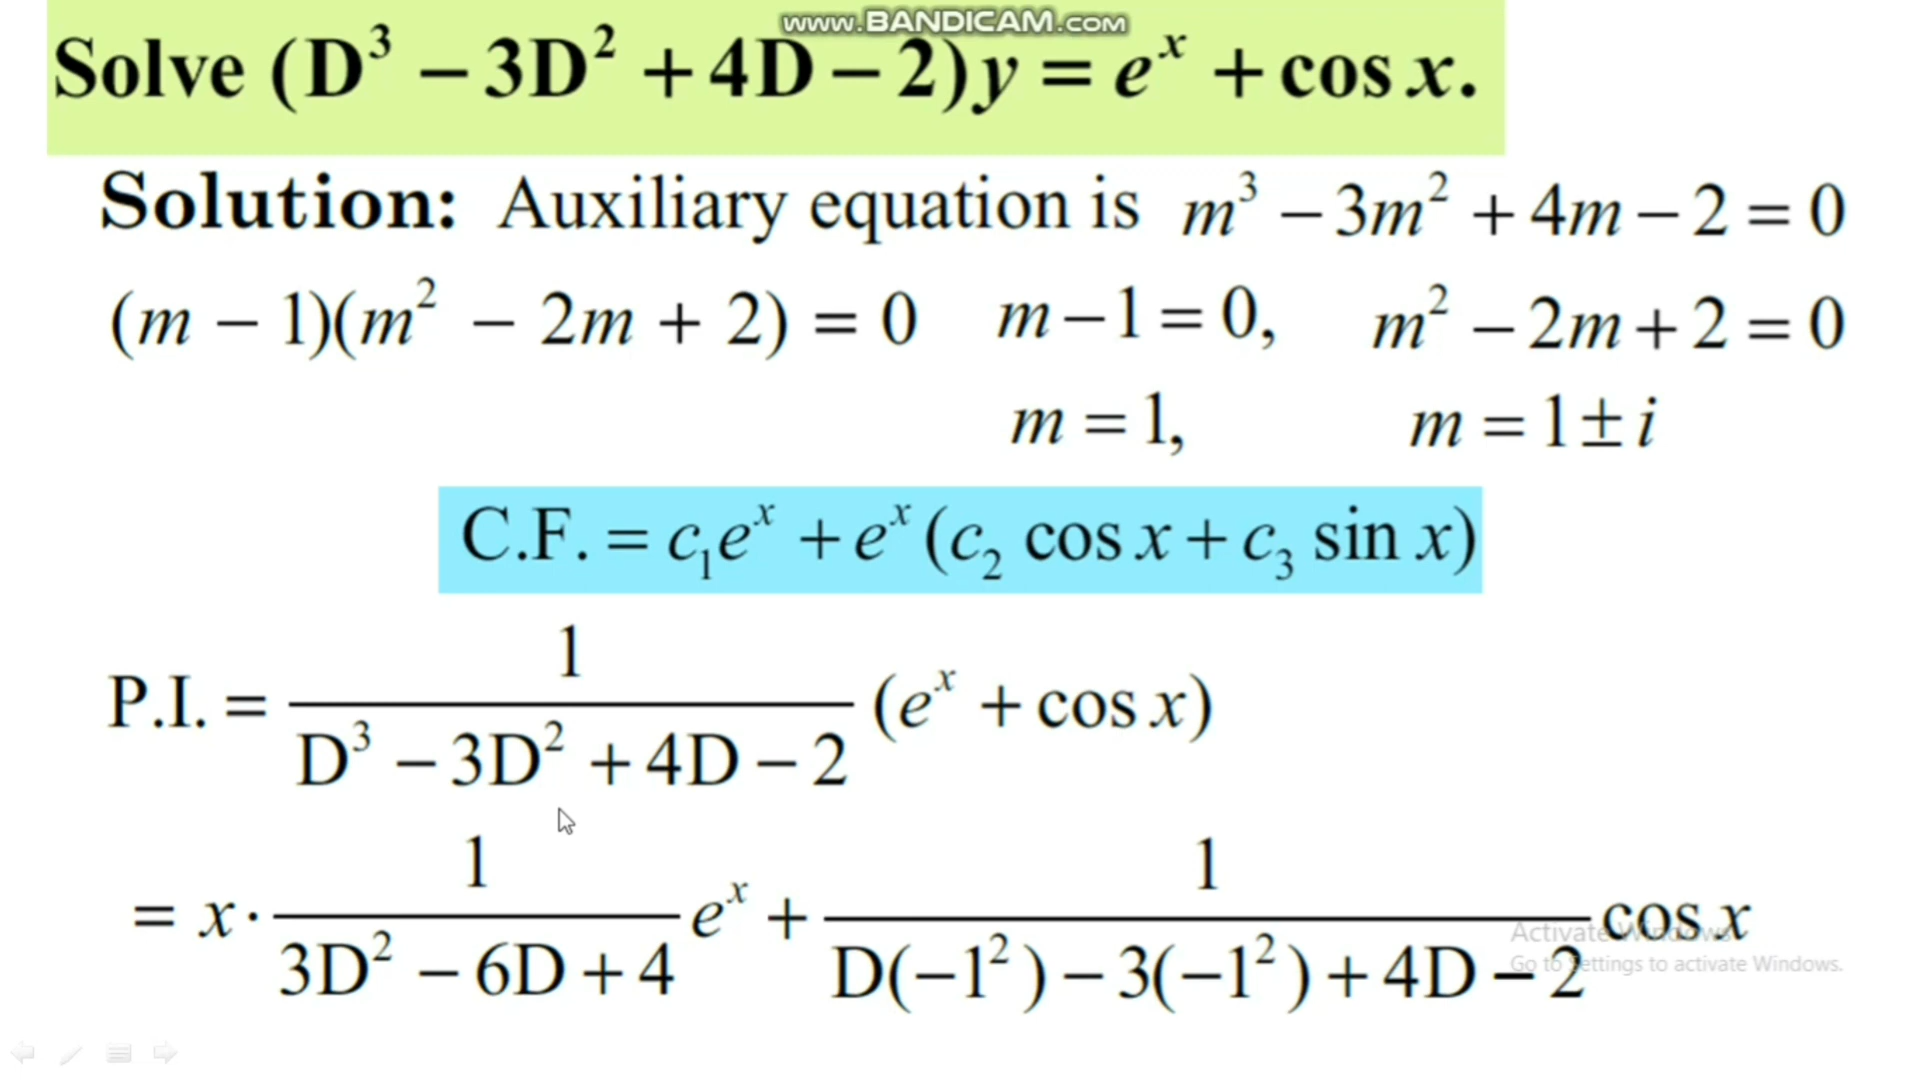 www.BANDICAM.com
Solve (D³ − 3D² + 4D − 2)y = eˣ + cos x.
Solution: Auxiliary equation is m³ − 3m² + 4m − 2 = 0
(m − 1)(m² − 2m + 2) = 0 m − 1 = 0, m² − 2m + 2 = 0
m = 1, m = 1 ± i
C.F. = c₁eˣ + eˣ(c₂ cos x + c₃ sin x)
P.I. = 1 / (D³ − 3D² + 4D − 2) (eˣ + cos x)
= x · 1 / (3D² − 6D + 4) eˣ + 1 / (D(−1²) − 3(−1²) + 4D − 2) cos x
Activate Windows
Go to Settings to activate Windows.